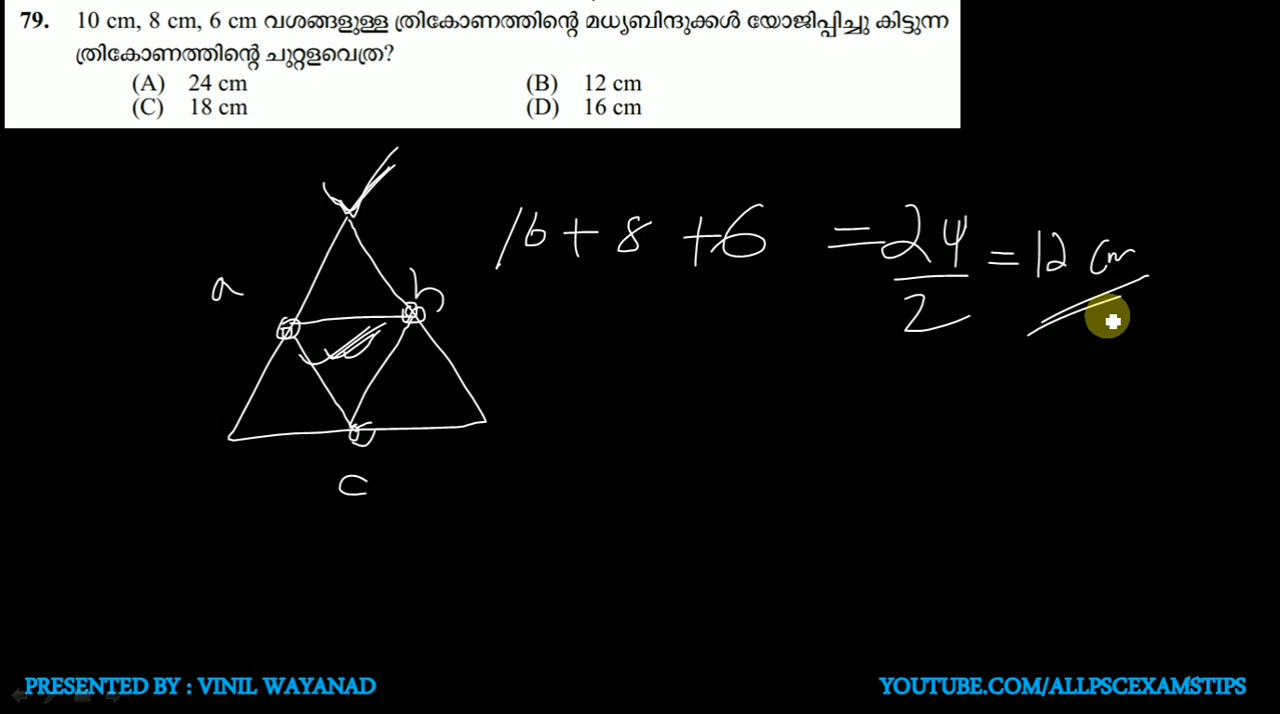 79. 10 cm, 8 cm, 6 cm വശങ്ങളുള്ള ത്രികോണത്തിന്റെ മധ്യബിന്ദുക്കൾ യോജിപ്പിച്ചു കിട്ടുന്ന
ത്രികോണത്തിന്റെ ചുറ്റളവെത്ര?
(A) 24 cm (B) 12 cm
(C) 18 cm (D) 16 cm
10 + 8 + 6 = 24/2 = 12 cm
a b
c
PRESENTED BY : VINIL WAYANAD YOUTUBE.COM/ALLPSCEXAMSTIPS